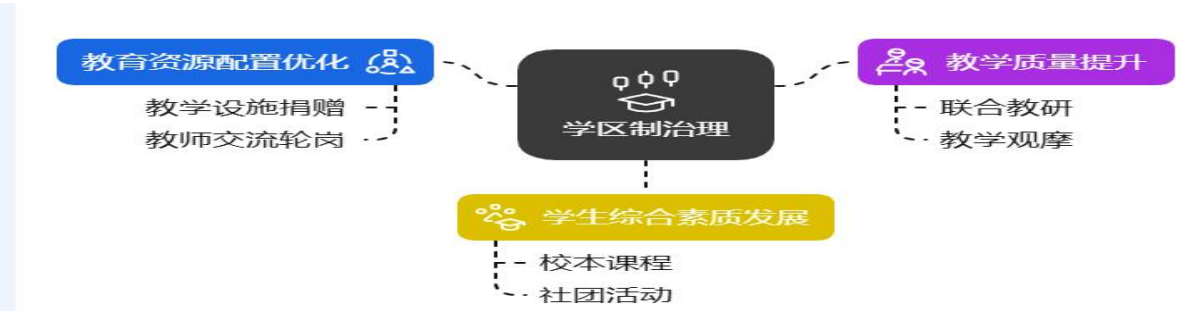 教育资源配置优化
教学设施捐赠
教师交流轮岗
学区制治理
教学质量提升
联合教研
教学观摩
学生综合素质发展
校本课程
社团活动